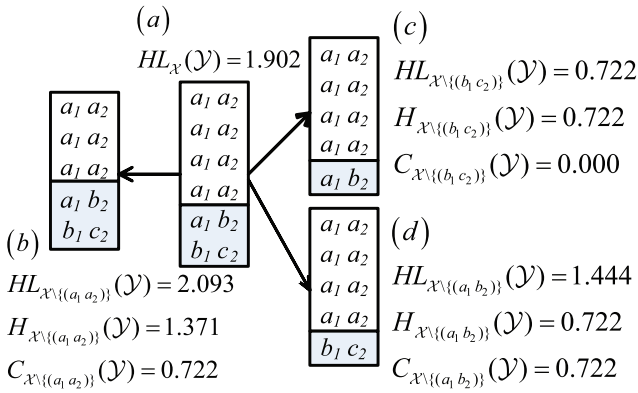 (a)
HL_𝒳(𝒴) = 1.902
a₁ a₂
a₁ a₂
a₁ a₂
a₁ a₂
a₁ b₂
b₁ c₂
a₁ a₂
a₁ a₂
a₁ a₂
a₁ b₂
b₁ c₂
(b)
HL_𝒳\{(a₁ a₂)}(𝒴) = 2.093
H_𝒳\{(a₁ a₂)}(𝒴) = 1.371
C_𝒳\{(a₁ a₂)}(𝒴) = 0.722
a₁ a₂
a₁ a₂
a₁ a₂
a₁ a₂
a₁ b₂
(c)
HL_𝒳\{(b₁ c₂)}(𝒴) = 0.722
H_𝒳\{(b₁ c₂)}(𝒴) = 0.722
C_𝒳\{(b₁ c₂)}(𝒴) = 0.000
a₁ a₂
a₁ a₂
a₁ a₂
a₁ a₂
b₁ c₂
(d)
HL_𝒳\{(a₁ b₂)}(𝒴) = 1.444
H_𝒳\{(a₁ b₂)}(𝒴) = 0.722
C_𝒳\{(a₁ b₂)}(𝒴) = 0.722